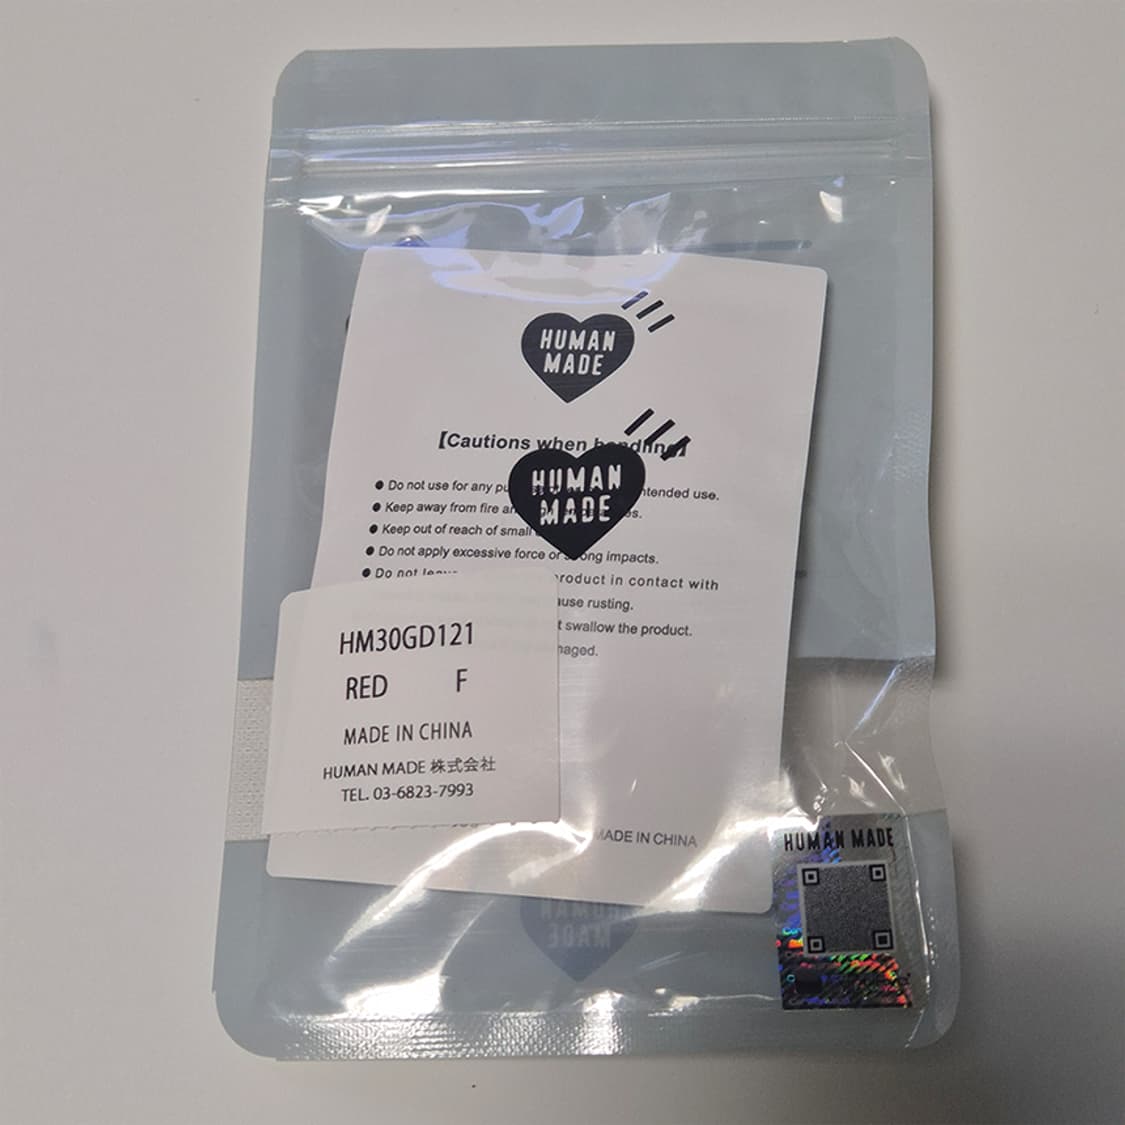 HUMAN
MADE
【Cautions when handling】
HUMAN
MADE
● Do not use for any intended use.
● Keep away from fire
● Keep out of reach of small
● Do not apply excessive force or strong impacts.
● Do not leave product in contact with
cause rusting.
swallow the product.
HM30GD121
RED F
MADE IN CHINA
HUMAN MADE 株式会社
TEL. 03-6823-7993
MADE IN CHINA
HUMAN MADE
HUMAN
MADE